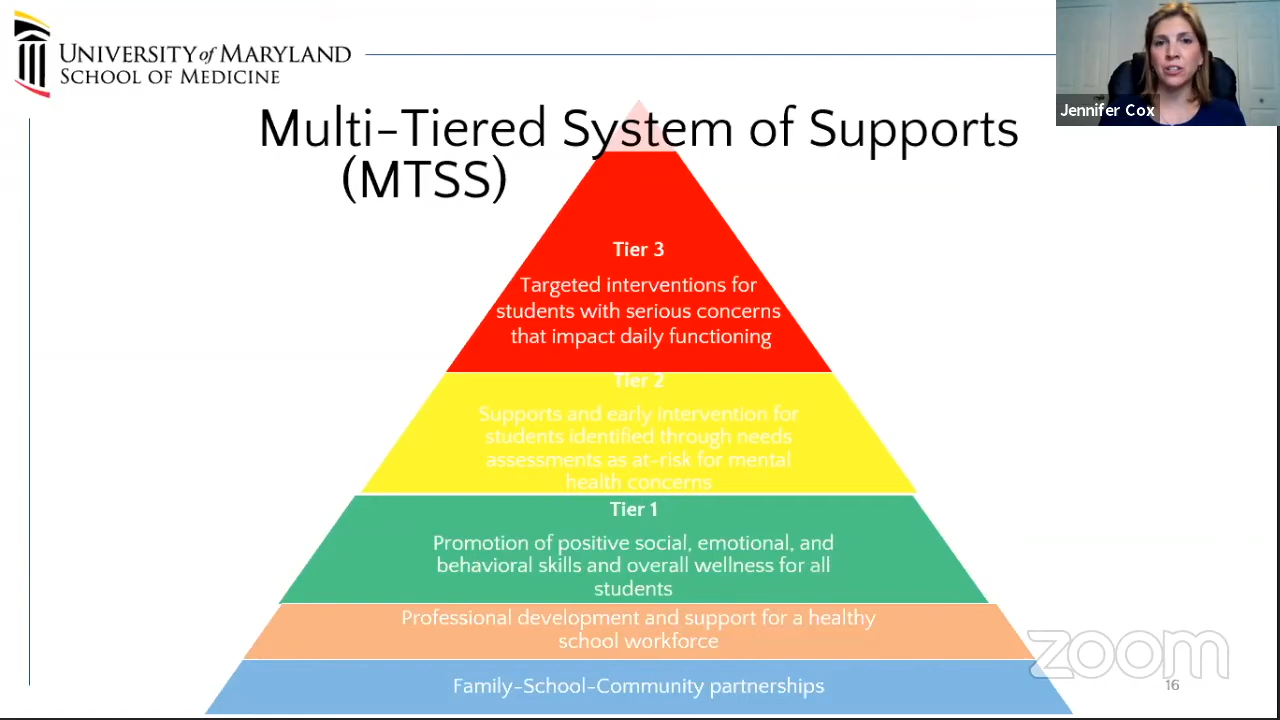 UNIVERSITY of MARYLAND
SCHOOL OF MEDICINE
Jennifer Cox
Multi-Tiered System of Supports
(MTSS)
Tier 3
Targeted interventions for
students with serious concerns
that impact daily functioning
Tier 2
Supports and early intervention for
students identified through needs
assessments as at-risk for mental
health concerns
Tier 1
Promotion of positive social, emotional, and
behavioral skills and overall wellness for all
students
Professional development and support for a healthy
school workforce
Family-School-Community partnerships
zoom
16